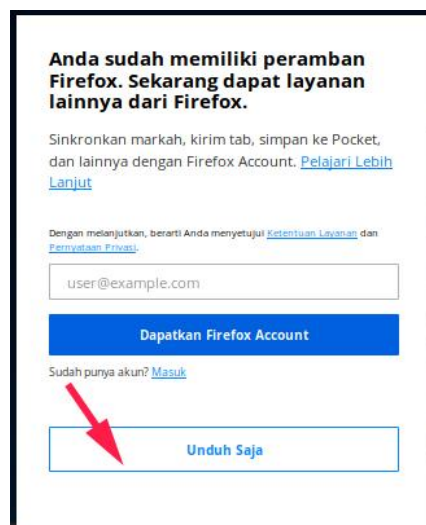 Anda sudah memiliki peramban
Firefox. Sekarang dapat layanan
lainnya dari Firefox.
Sinkronkan markah, kirim tab, simpan ke Pocket,
dan lainnya dengan Firefox Account. Pelajari Lebih
Lanjut
Dengan melanjutkan, berarti Anda menyetujui Ketentuan Layanan dan
Pernyataan Privasi.
user@example.com
Dapatkan Firefox Account
Sudah punya akun? Masuk
Unduh Saja